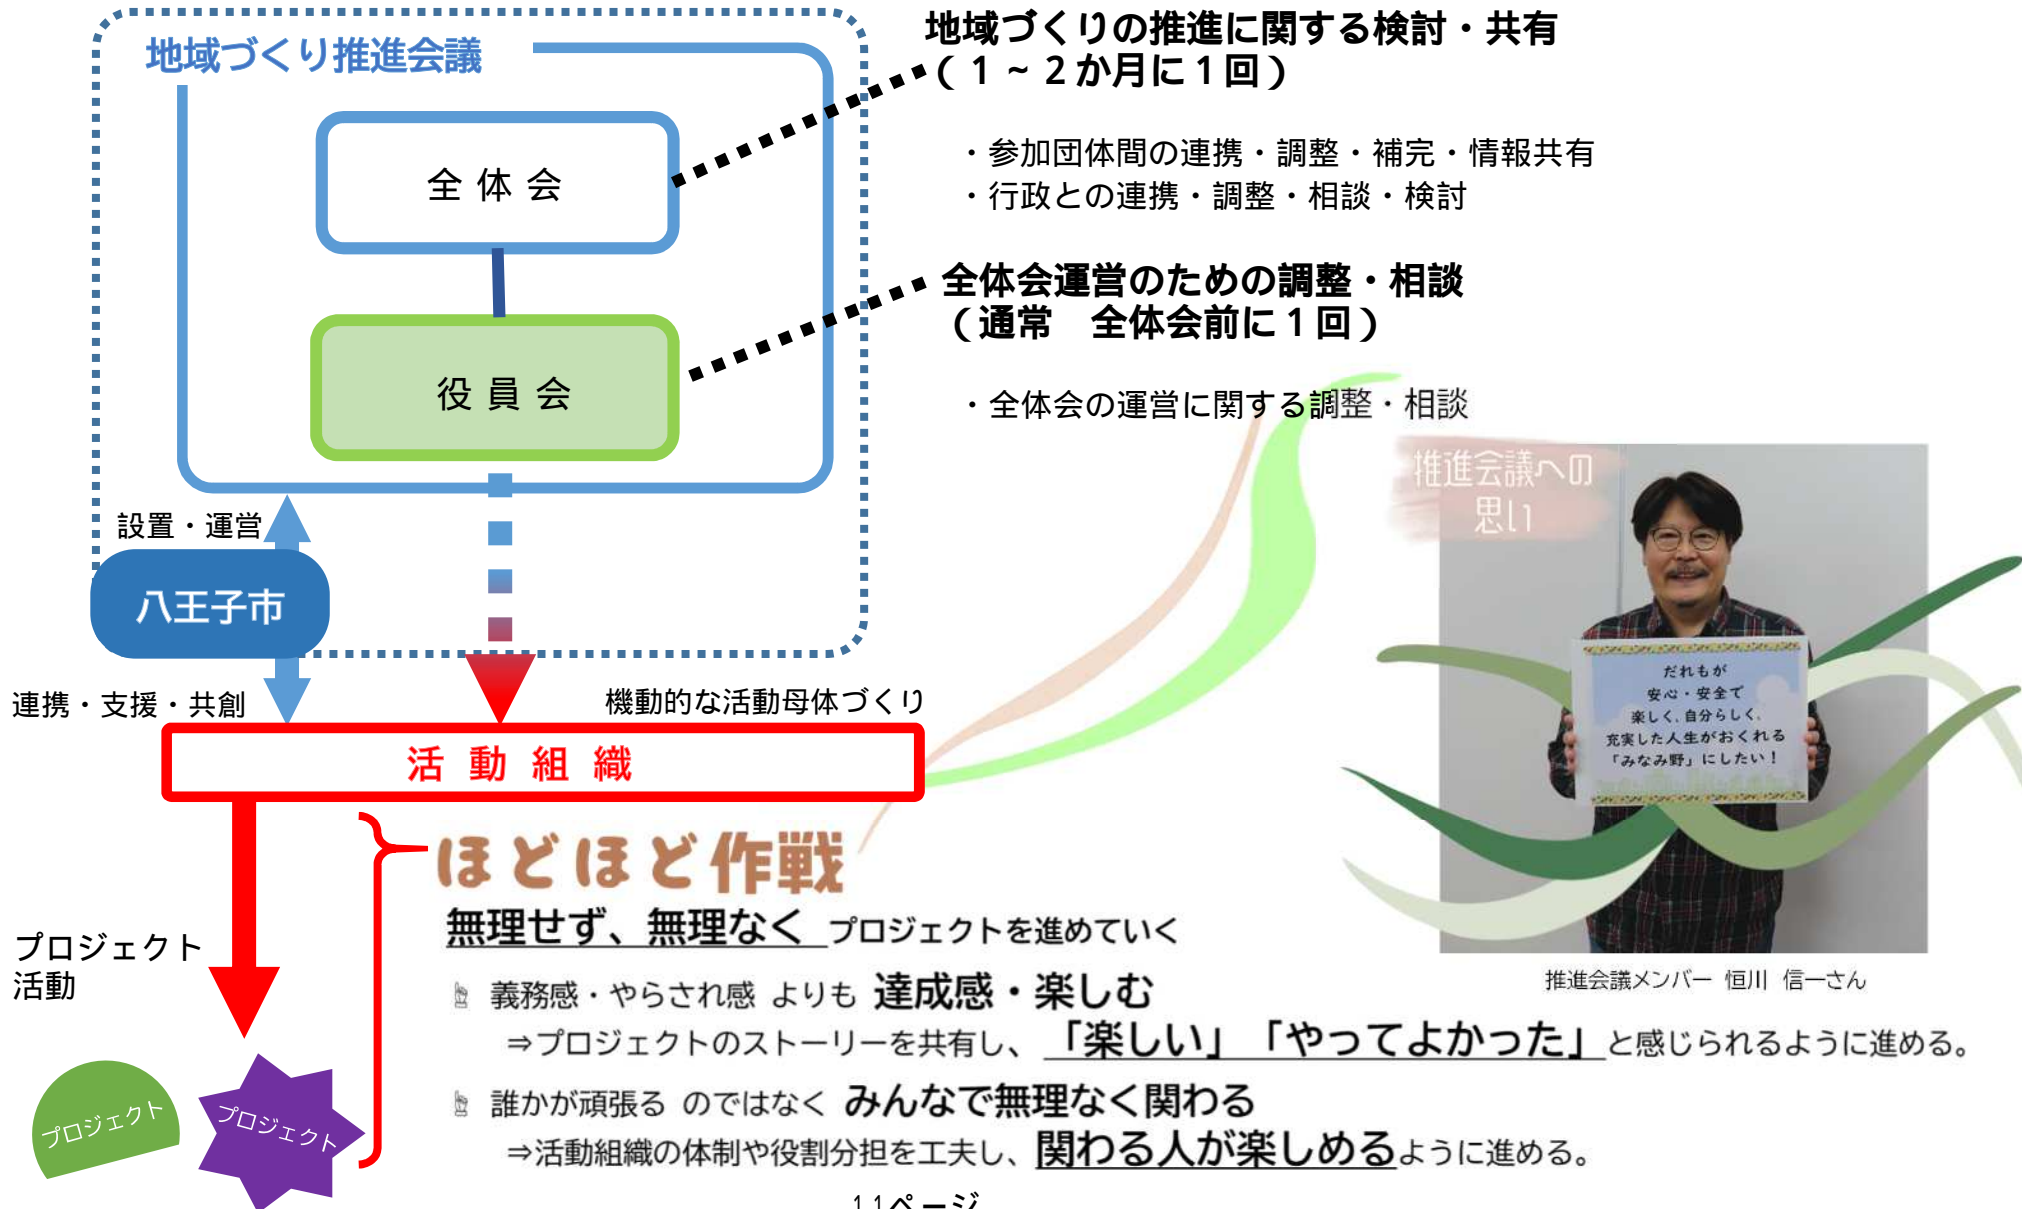 地域づくり推進会議
全体会
役員会
地域づくりの推進に関する検討・共有
（１～２か月に１回）
・参加団体間の連携・調整・補完・情報共有
・行政との連携・調整・相談・検討
全体会運営のための調整・相談
（通常　全体会前に１回）
・全体会の運営に関する調整・相談
設置・運営
八王子市
連携・支援・共創
機動的な活動母体づくり
活動組織
推進会議への
思い
だれもが
安心・安全で
楽しく、自分らしく、
充実した人生がおくれる
「みなみ野」にしたい！
推進会議メンバー 恒川 信一さん
プロジェクト
活動
プロジェクト
プロジェクト
ほどほど作戦
無理せず、無理なく プロジェクトを進めていく
義務感・やらされ感 よりも 達成感・楽しむ
⇒プロジェクトのストーリーを共有し、「楽しい」「やってよかった」と感じられるように進める。
誰かが頑張る のではなく みんなで無理なく関わる
⇒活動組織の体制や役割分担を工夫し、関わる人が楽しめるように進める。
11ページ